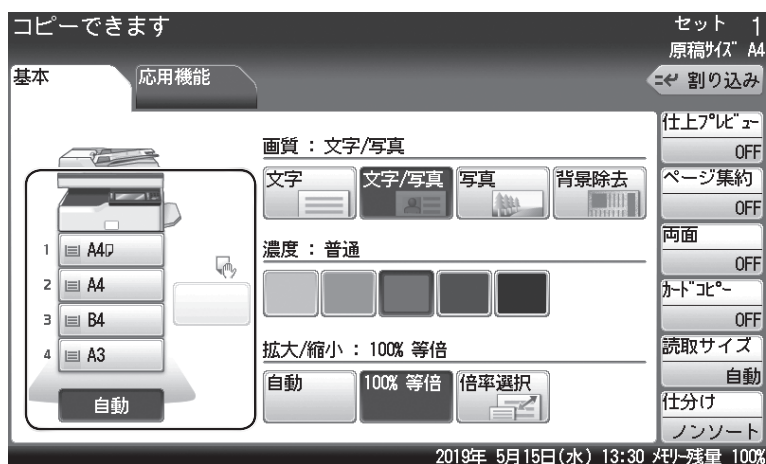 コピーできます
セット 1
原稿ｻｲｽﾞ A4
基本
応用機能
割り込み
画質 : 文字/写真
文字
文字/写真
写真
背景除去
濃度 : 普通
拡大/縮小 : 100% 等倍
自動
100% 等倍
倍率選択
1 A4
2 A4
3 B4
4 A3
自動
仕上ﾌﾟﾚﾋﾞｭｰ
OFF
ページ集約
OFF
両面
OFF
ｶｰﾄﾞｺﾋﾟｰ
OFF
読取サイズ
自動
仕分け
ノンソート
2019年 5月15日(水) 13:30 ﾒﾓﾘｰ残量 100%